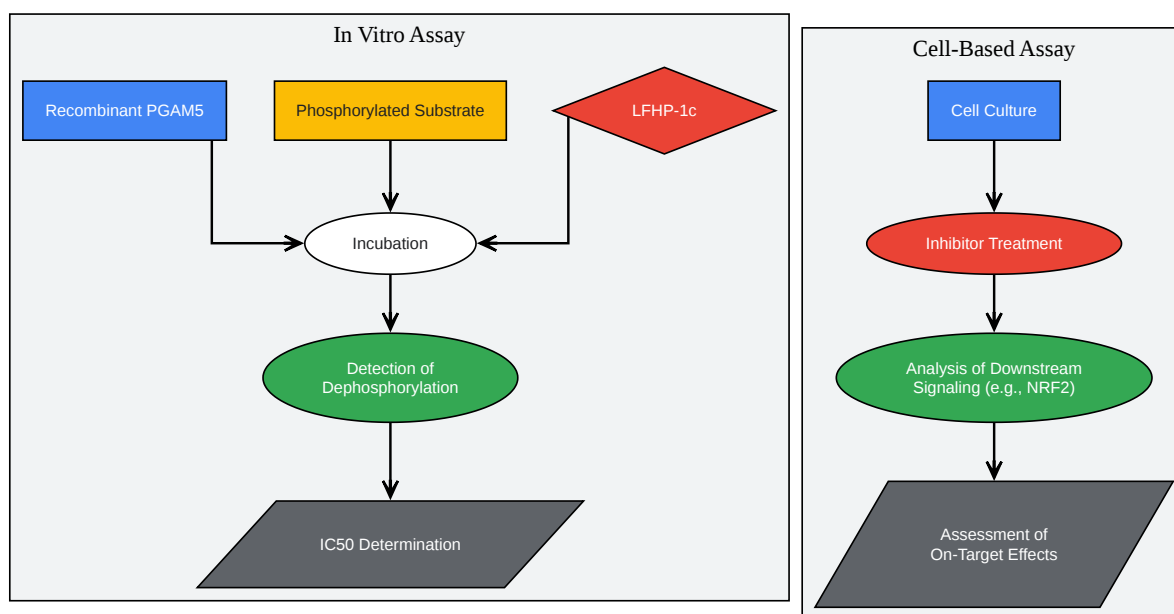 In Vitro Assay
Recombinant PGAM5
Phosphorylated Substrate
LFHP-1c
Incubation
Detection of
Dephosphorylation
IC50 Determination
Cell-Based Assay
Cell Culture
Inhibitor Treatment
Analysis of Downstream
Signaling (e.g., NRF2)
Assessment of
On-Target Effects